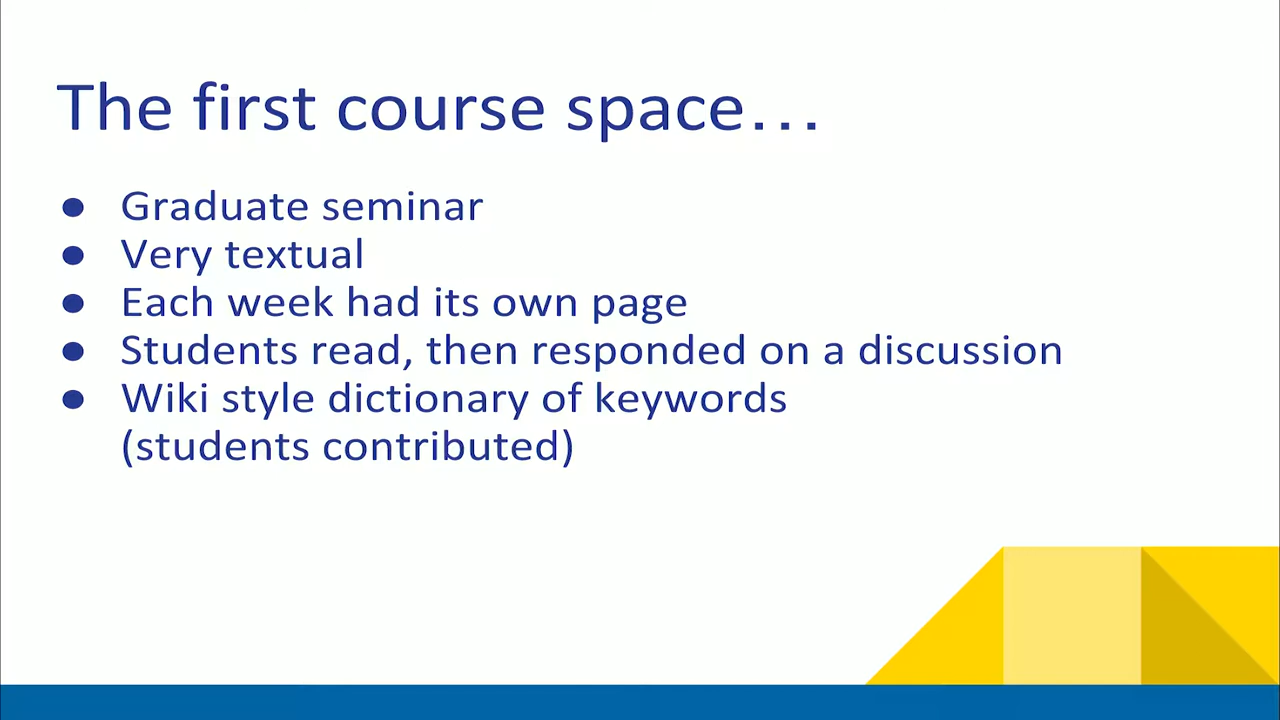 The first course space...
● Graduate seminar
● Very textual
● Each week had its own page
● Students read, then responded on a discussion
● Wiki style dictionary of keywords
(students contributed)